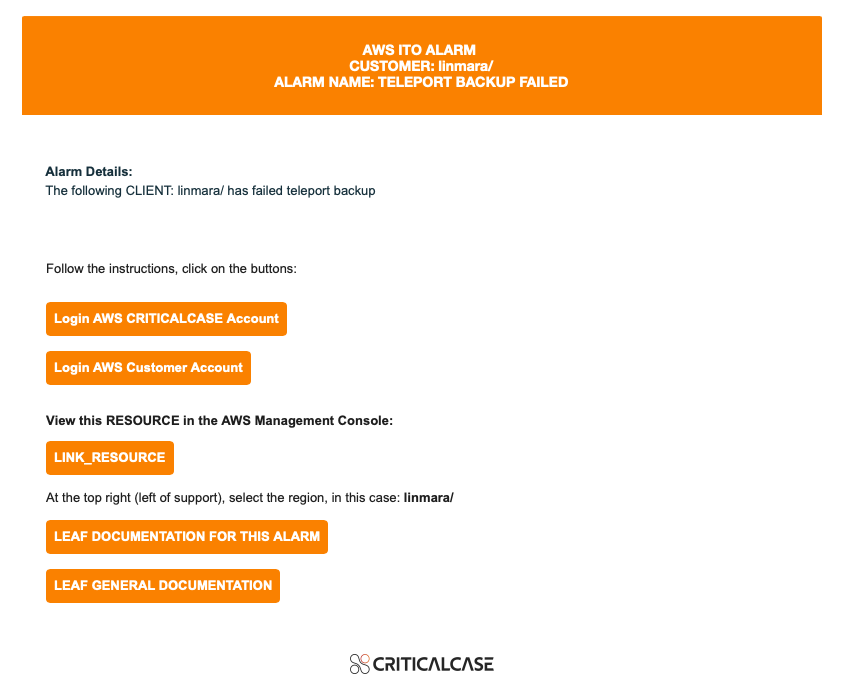 AWS ITO ALARM
CUSTOMER: linmara/
ALARM NAME: TELEPORT BACKUP FAILED
Alarm Details:
The following CLIENT: linmara/ has failed teleport backup
Follow the instructions, click on the buttons:
Login AWS CRITICALCASE Account
Login AWS Customer Account
View this RESOURCE in the AWS Management Console:
LINK_RESOURCE
At the top right (left of support), select the region, in this case: linmara/
LEAF DOCUMENTATION FOR THIS ALARM
LEAF GENERAL DOCUMENTATION
CRITICALCASE